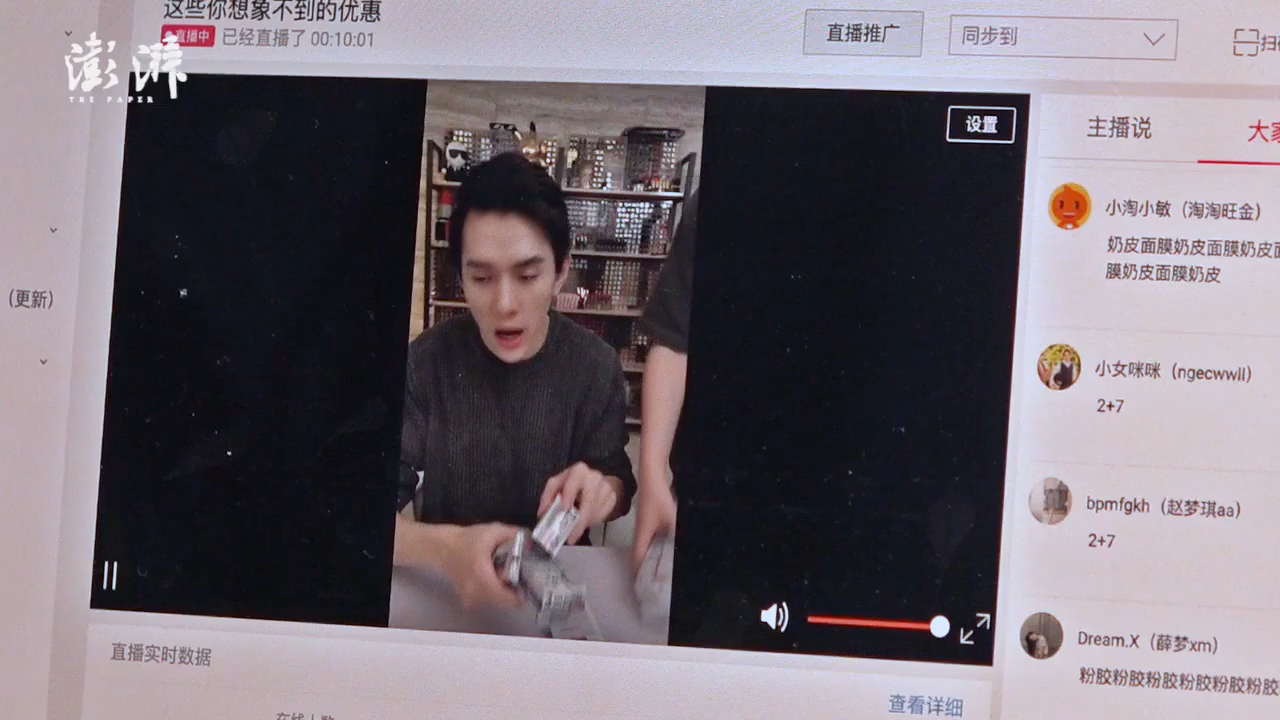 这些你想象不到的优惠
直播中 已经直播了 00:10:01
直播推广
同步到
澎湃
THE PAPER
设置
主播说
大家
(更新)
小淘小敏（淘淘旺金）
奶皮面膜奶皮面膜奶皮面
膜奶皮面膜奶皮
小女咪咪（ngecwwll）
2+7
bpmfgkh（赵梦琪aa）
2+7
Dream.X（薛梦xm）
粉胶粉胶粉胶粉胶粉胶粉胶
直播实时数据
查看详细
在线人数